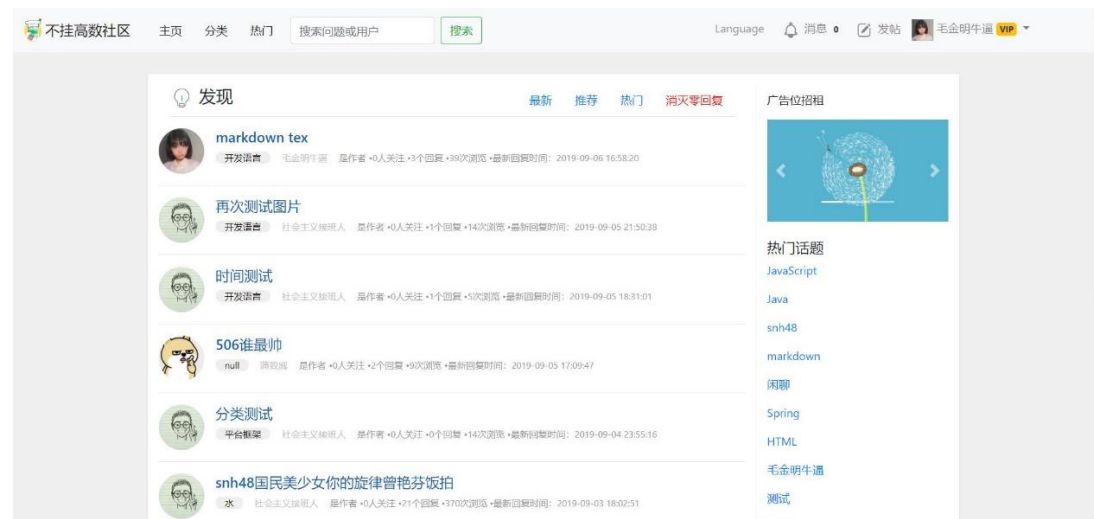 不挂高数社区 主页 分类 热门 搜索问题或用户 搜索 Language 消息 0 发帖 毛金明牛逼 VIP
发现 最新 推荐 热门 消灭零回复
markdown tex
开发语言 毛金明牛逼 是作者 •0人关注 •3个回复 •39次浏览 •最新回复时间：2019-09-06 16:58:20
再次测试图片
开发语言 社会主义接班人 是作者 •0人关注 •1个回复 •14次浏览 •最新回复时间：2019-09-05 21:50:38
时间测试
开发语言 社会主义接班人 是作者 •0人关注 •1个回复 •5次浏览 •最新回复时间：2019-09-05 18:31:01
506谁最帅
null 是作者 •0人关注 •2个回复 •9次浏览 •最新回复时间：2019-09-05 17:09:47
分类测试
平台框架 社会主义接班人 是作者 •0人关注 •0个回复 •14次浏览 •最新回复时间：2019-09-04 23:55:16
snh48国民美少女你的旋律曾艳芬饭拍
水 社会主义接班人 是作者 •0人关注 •21个回复 •370次浏览 •最新回复时间：2019-09-03 18:02:51
广告位招租
热门话题
JavaScript
Java
snh48
markdown
闲聊
Spring
HTML
毛金明牛逼
测试